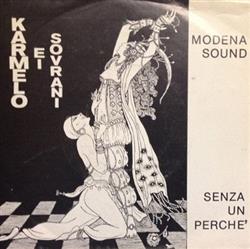 KARMELO
E I
SOVRANI
MODENA
SOUND
SENZA
UN
PERCHE'